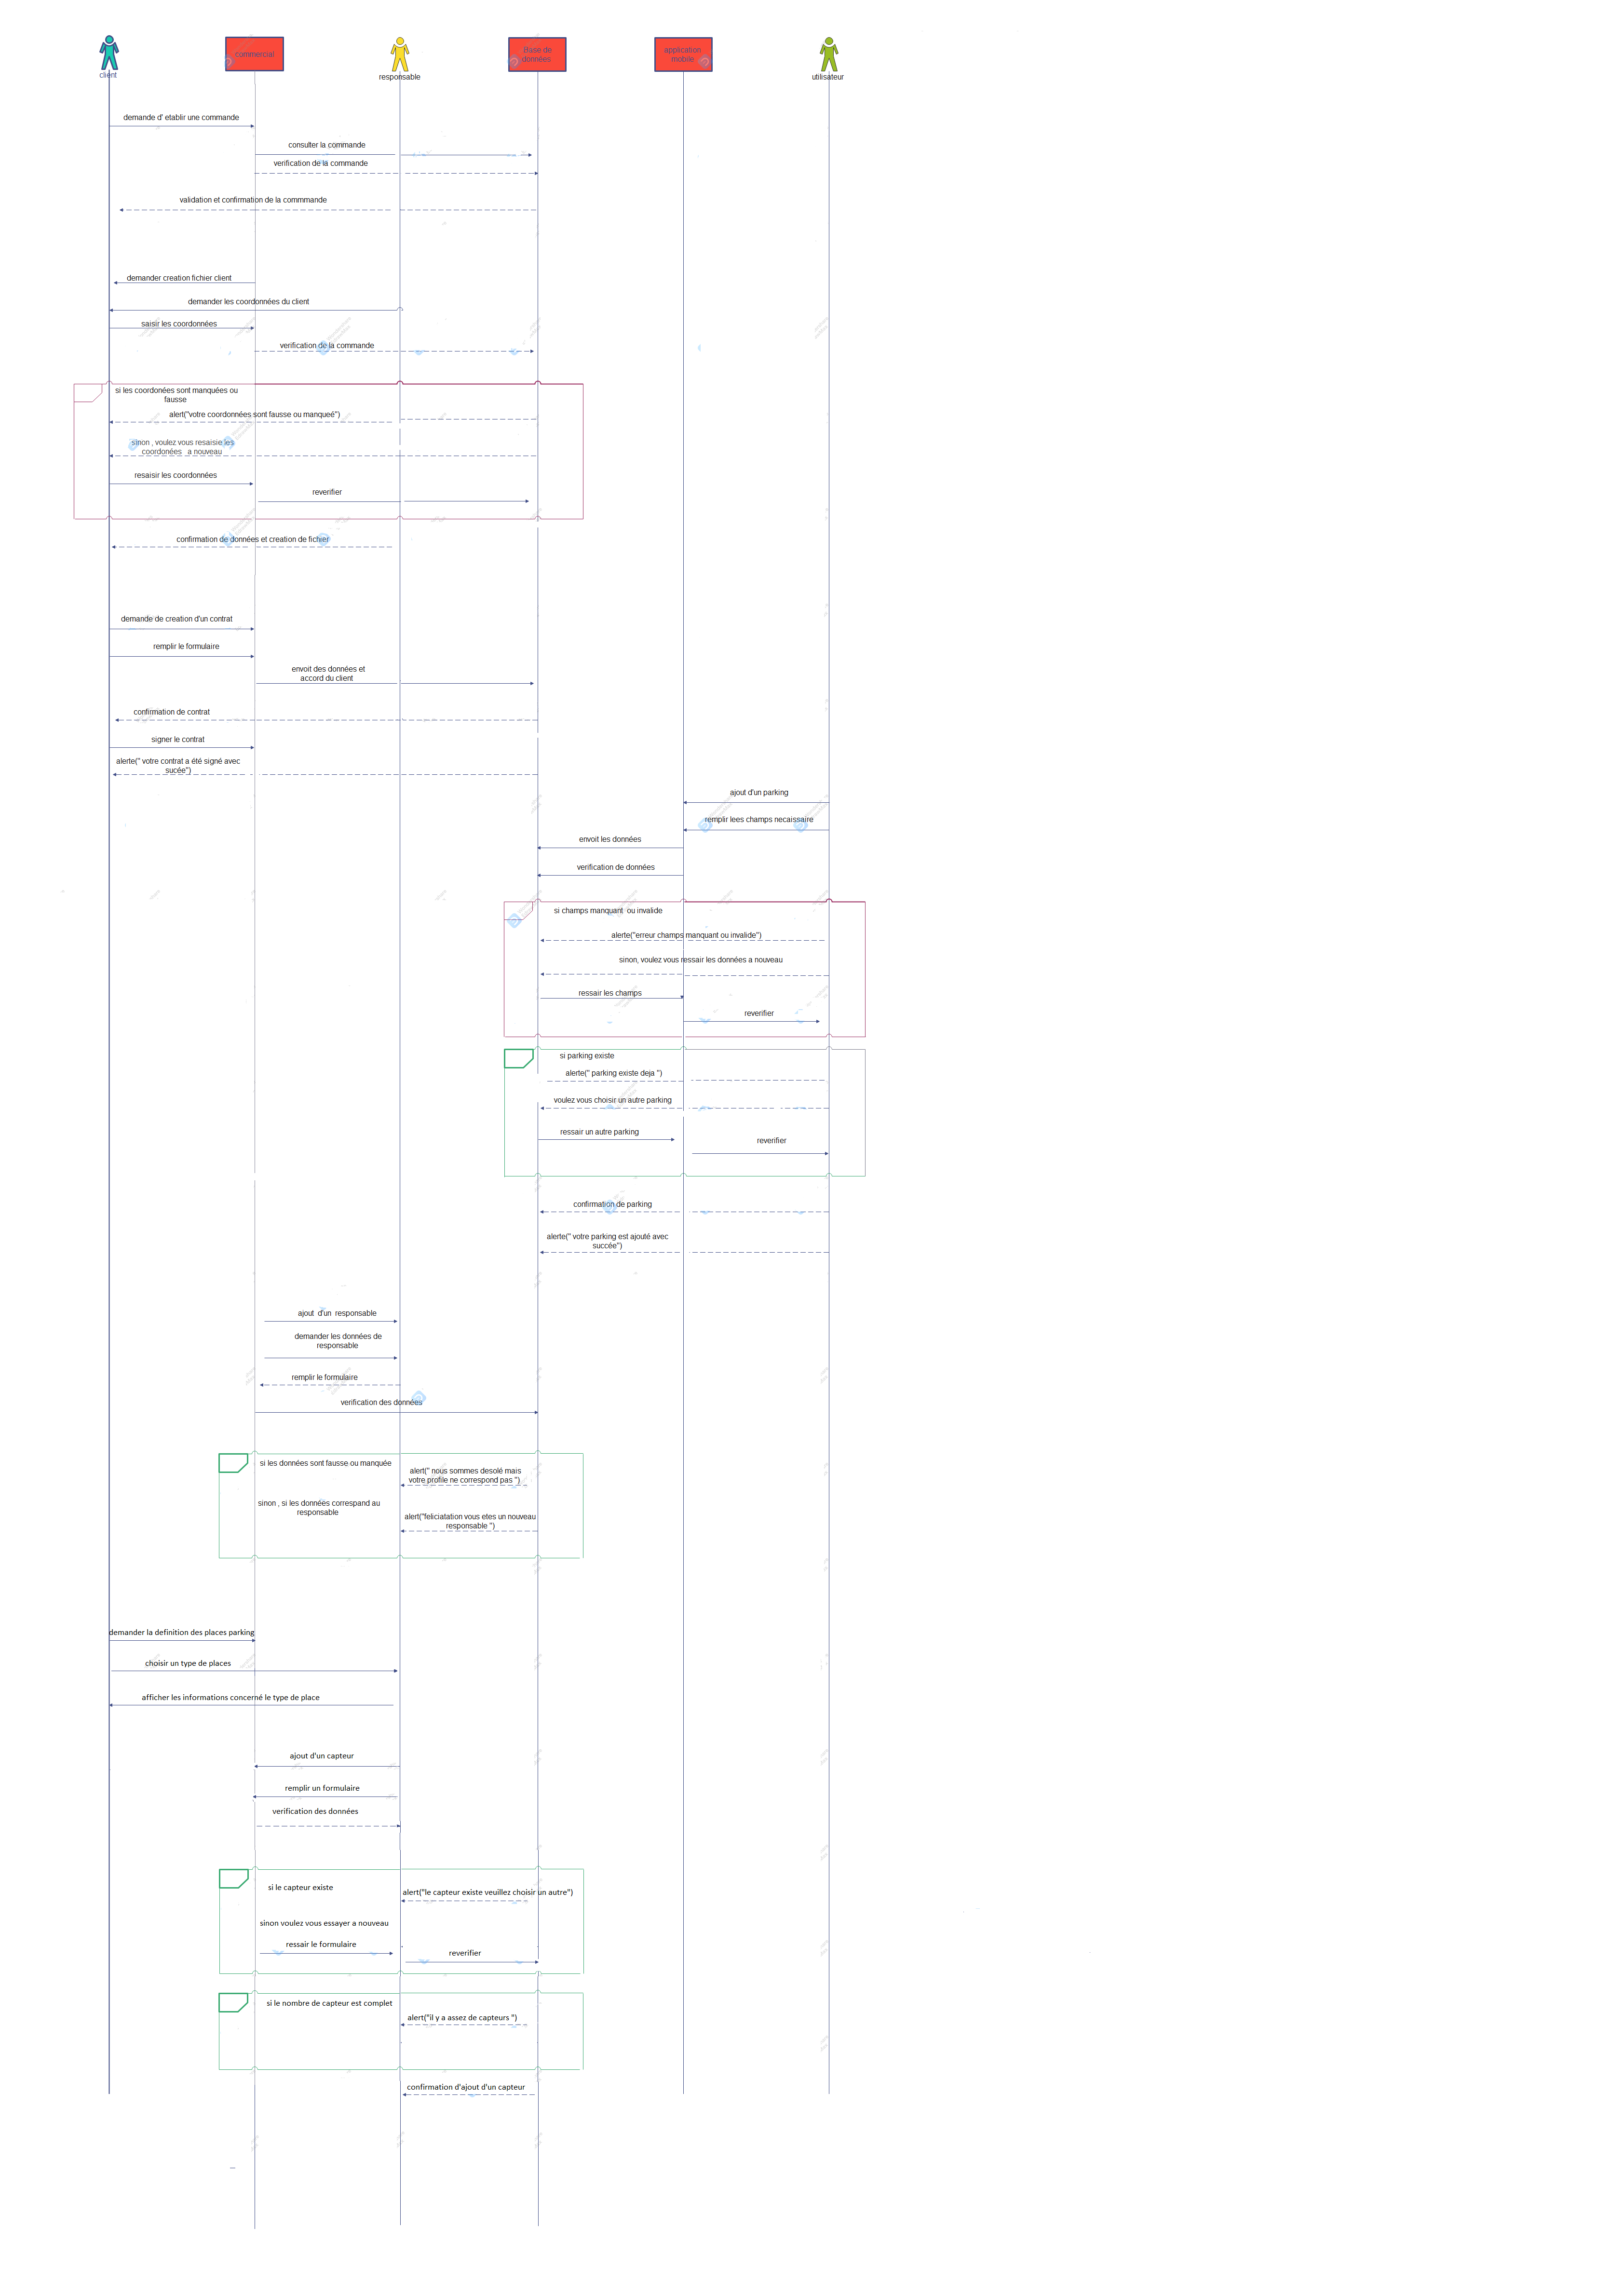 client
commercial
responsable
Base de
données
application
mobile
utilisateur
demande d' etablir une commande
consulter la commande
verification de la commande
validation et confirmation de la commmande
demander creation fichier client
demander les coordonnées du client
saisir les coordonnées
verification de la commande
si les coordonées sont manquées ou
fausse
alert("votre coordonnées sont fausse ou manqueé")
sinon , voulez vous resaisie les
coordonées a nouveau
resaisir les coordonnées
reverifier
confirmation de données et creation de fichier
demande de creation d'un contrat
remplir le formulaire
envoit des données et
accord du client
confirmation de contrat
signer le contrat
alerte(" votre contrat a été signé avec
sucée")
ajout d'un parking
remplir lees champs necaissaire
envoit les données
verification de données
si champs manquant ou invalide
alerte("erreur champs manquant ou invalide")
sinon, voulez vous ressair les données a nouveau
ressair les champs
reverifier
si parking existe
alerte(" parking existe deja ")
voulez vous choisir un autre parking
ressair un autre parking
reverifier
confirmation de parking
alerte(" votre parking est ajouté avec
succée")
ajout d'un responsable
demander les données de
responsable
remplir le formulaire
verification des données
si les données sont fausse ou manquée
alert(" nous sommes desolé mais
votre profile ne correspond pas ")
sinon , si les données correspand au
responsable
alert("feliciatation vous etes un nouveau
responsable ")
demander la definition des places parking
choisir un type de places
afficher les informations concerné le type de place
ajout d'un capteur
remplir un formulaire
verification des données
si le capteur existe
alert("le capteur existe veuillez choisir un autre")
sinon voulez vous essayer a nouveau
ressair le formulaire
reverifier
si le nombre de capteur est complet
alert("il y a assez de capteurs ")
confirmation d'ajout d'un capteur